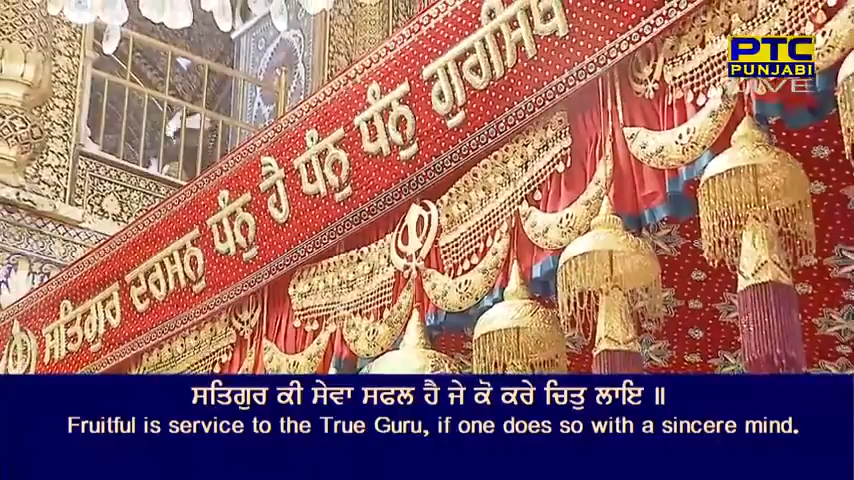 PTC
PUNJABI
LIVE
ਸਤਿਗੁਰ ਦਰਸਨੁ ਧਨੁ ਹੈ ਧੰਨੁ ਧੰਨੁ ਗੁਰੂ ਗੁਰਸਿਖ
ਸਤਿਗੁਰ ਕੀ ਸੇਵਾ ਸਫਲ ਹੈ ਜੇ ਕੋ ਕਰੇ ਚਿਤੁ ਲਾਇ ॥
Fruitful is service to the True Guru, if one does so with a sincere mind.